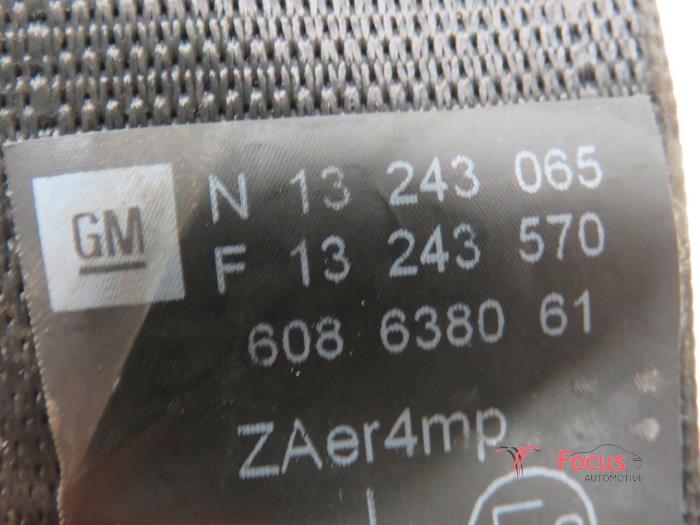 GM
N 13 243 065
F 13 243 570
608 6380 61
ZAer4mp
Focus
AUTOMOTIVE